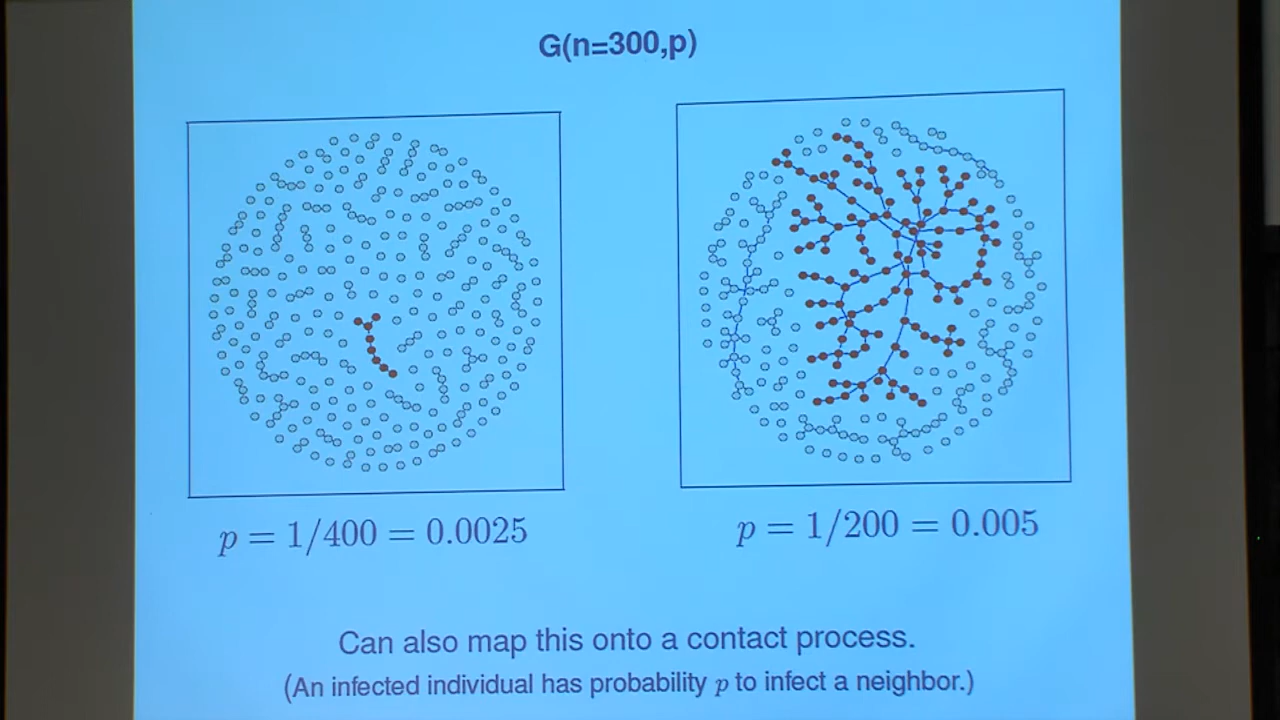 G(n=300,p)
p = 1/400 = 0.0025
p = 1/200 = 0.005
Can also map this onto a contact process.
(An infected individual has probability p to infect a neighbor.)